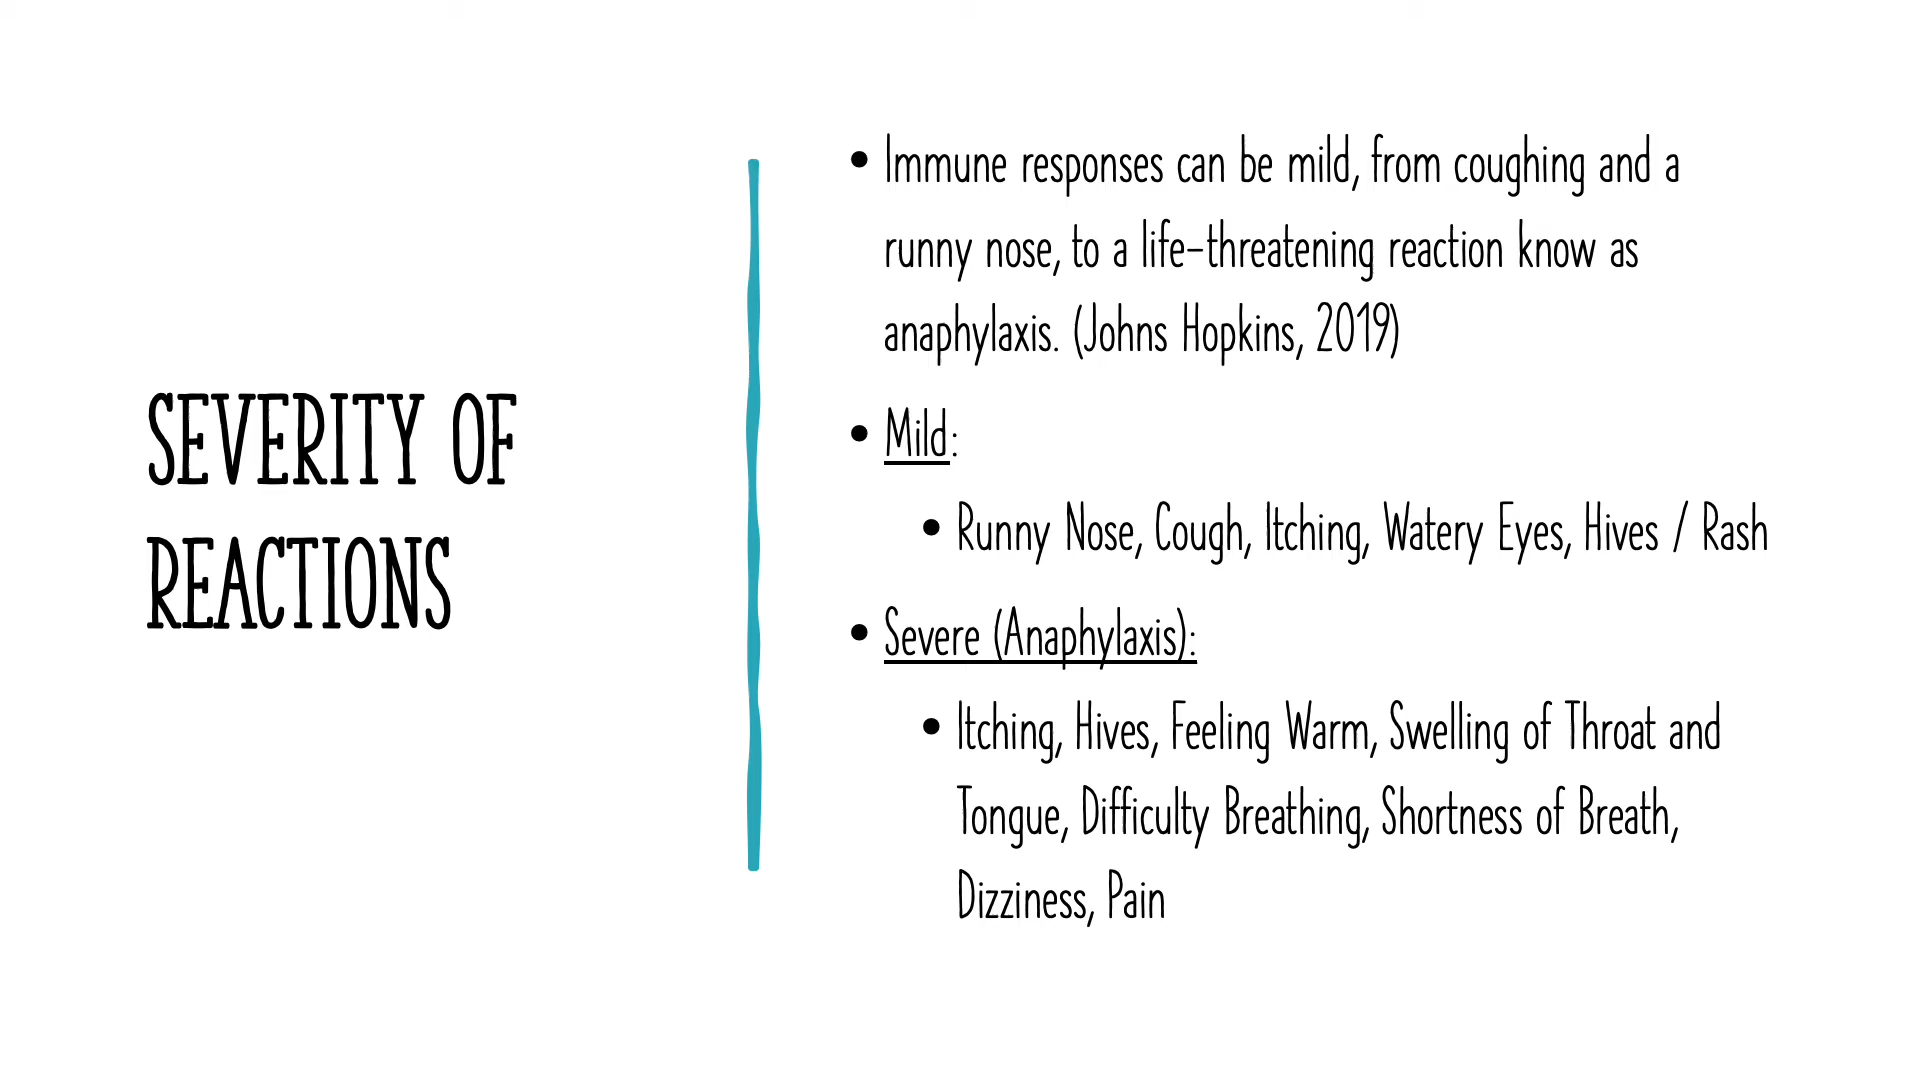 SEVERITY OF
REACTIONS
• Immune responses can be mild, from coughing and a
runny nose, to a life-threatening reaction know as
anaphylaxis. (Johns Hopkins, 2019)
• Mild:
• Runny Nose, Cough, Itching, Watery Eyes, Hives / Rash
• Severe (Anaphylaxis):
• Itching, Hives, Feeling Warm, Swelling of Throat and
Tongue, Difficulty Breathing, Shortness of Breath,
Dizziness, Pain